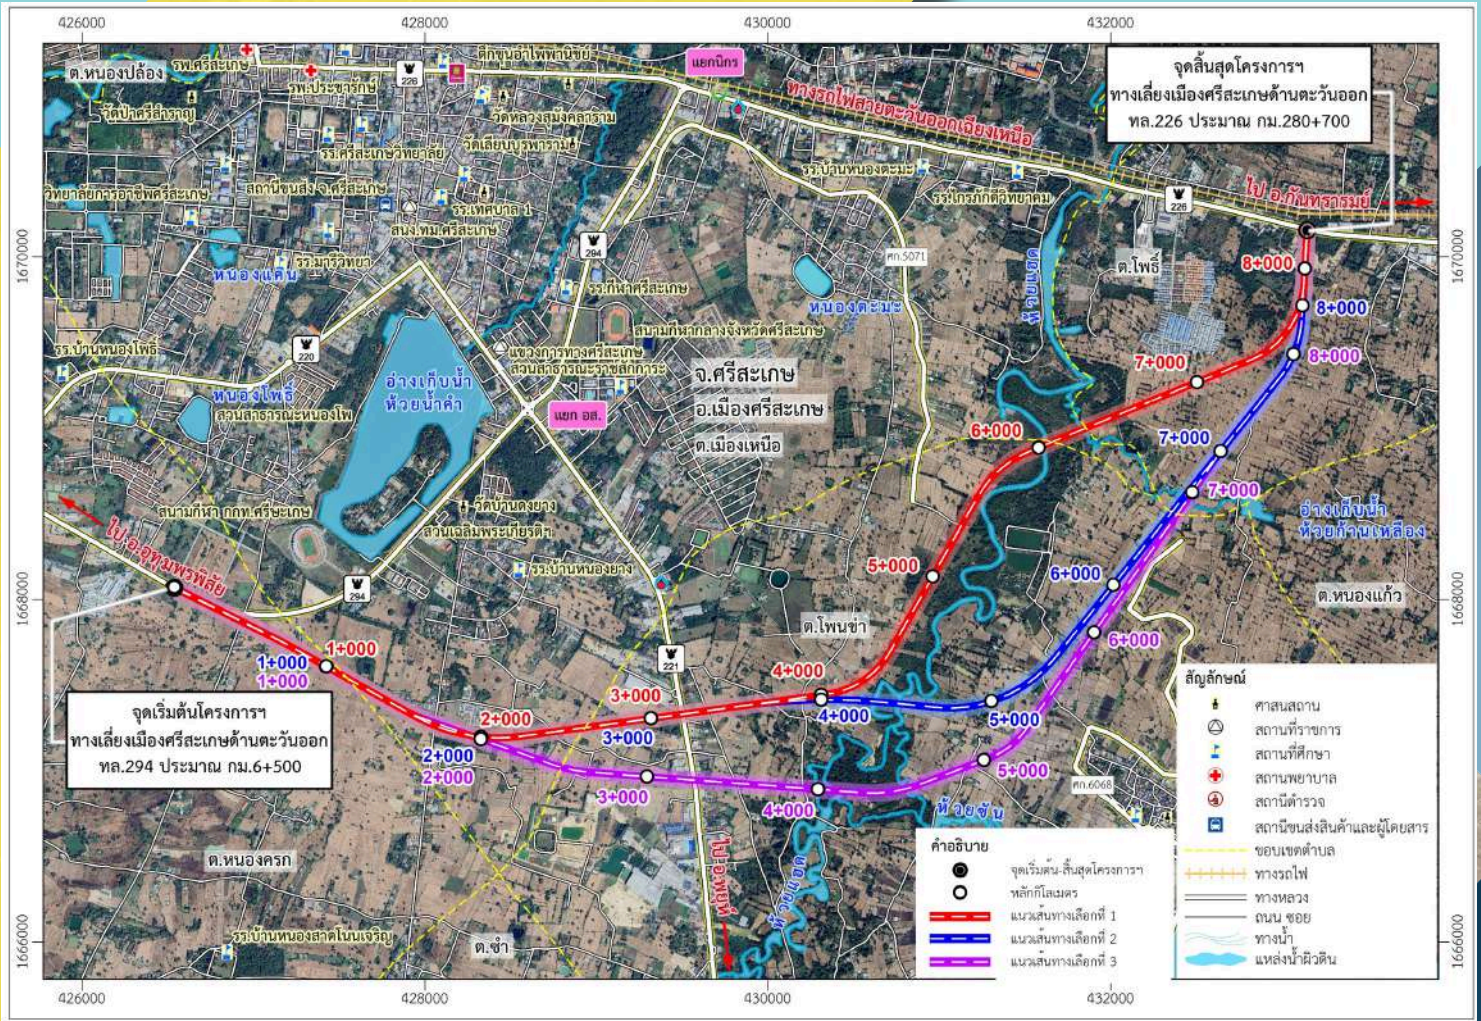 426000
428000
430000
432000
ต.หนองปล้อง
รพ.ศรีสะเกษ
รพ.ประชารักษ์
226
ตึกขุนอำไพพานิชย์
แยกนิกร
ทางรถไฟสายตะวันออกเฉียงเหนือ
จุดสิ้นสุดโครงการฯ
ทางเลี่ยงเมืองศรีสะเกษด้านตะวันออก
ทล.226 ประมาณ กม.280+700
วัดป่าศรีสำราญ
วัดหลวงสุมังคลาราม
รร.ศรีสะเกษวิทยาลัย
วัดเลียบบูรพาราม
รร.บ้านหนองตะมะ
วิทยาลัยการอาชีพศรีสะเกษ
สถานีขนส่ง จ.ศรีสะเกษ
รร.เทศบาล 1
รร.ไกรภักดีวิทยาคม
226
ไป อ.กันทรารมย์
สนง.ทม.ศรีสะเกษ
294
1670000
1670000
หนองแคน
รร.มารีวิทยา
ศก.5071
ห้วยแฮด
ต.โพธิ์
8+000
รร.กีฬาศรีสะเกษ
หนองตะมะ
8+000
สนามกีฬากลางจังหวัดศรีสะเกษ
รร.บ้านหนองโพธิ์
220
แขวงการทางศรีสะเกษ
สวนสาธารณะราชสักการะ
8+000
7+000
จ.ศรีสะเกษ
อ่างเก็บน้ำ
ห้วยน้ำคำ
หนองโพธิ์
สวนสาธารณะหนองโพ
แยก อส.
อ.เมืองศรีสะเกษ
6+000
7+000
ต.เมืองเหนือ
7+000
วัดบ้านดงยาง
สนามกีฬา กกท.ศรีษะเกษ
สวนเฉลิมพระเกียรติฯ
อ่างเก็บน้ำ
ห้วยก้านเหลือง
ไป อ.อุทุมพรพิสัย
รร.บ้านหนองยาง
5+000
6+000
294
1668000
1668000
ต.หนองแก้ว
ต.โพนข่า
6+000
1+000
1+000
1+000
221
4+000
3+000
2+000
4+000
5+000
3+000
2+000
2+000
5+000
3+000
4+000
จุดเริ่มต้นโครงการฯ
ทางเลี่ยงเมืองศรีสะเกษด้านตะวันออก
ทล.294 ประมาณ กม.6+500
ศก.6068
ห้วยซัน
ต.หนองครก
ไป อ.พยุห์
ห้วยแฮด
รร.บ้านหนองสาดโนนเจริญ
ต.ซำ
1666000
1666000
คำอธิบาย
จุดเริ่มต้น-สิ้นสุดโครงการฯ
หลักกิโลเมตร
แนวเส้นทางเลือกที่ 1
แนวเส้นทางเลือกที่ 2
แนวเส้นทางเลือกที่ 3
สัญลักษณ์
ศาสนสถาน
สถานที่ราชการ
สถานที่ศึกษา
สถานพยาบาล
สถานีตำรวจ
สถานีขนส่งสินค้าและผู้โดยสาร
ขอบเขตตำบล
ทางรถไฟ
ทางหลวง
ถนน ซอย
ทางน้ำ
แหล่งน้ำผิวดิน
426000
428000
430000
432000